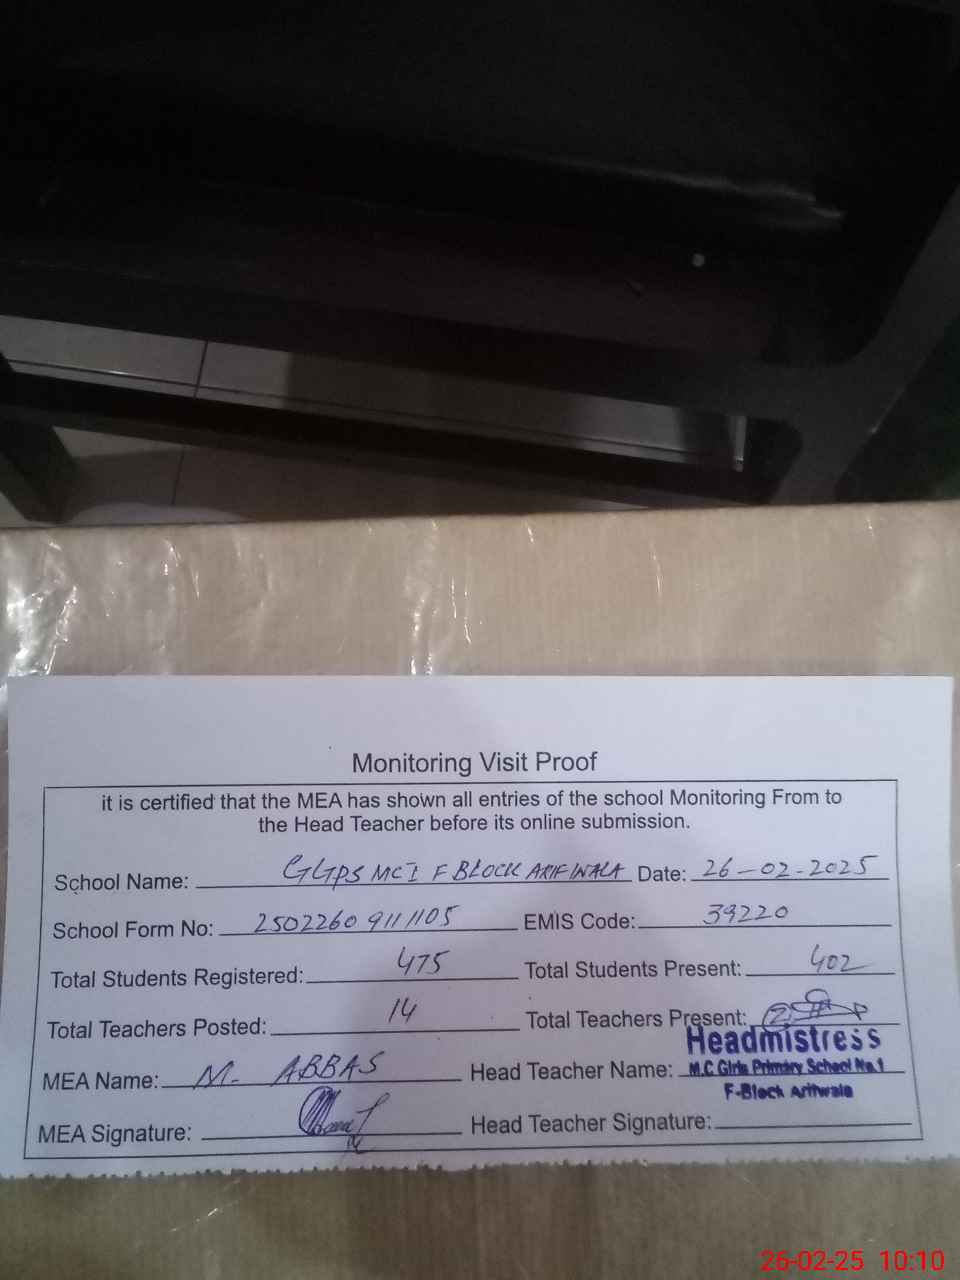 Monitoring Visit Proof
it is certified that the MEA has shown all entries of the school Monitoring From to
the Head Teacher before its online submission.
School Name: GGPS MC I F BLOCK ARIFWALA Date: 26-02-2025
School Form No: 2502260 9111105 EMIS Code: 39220
Total Students Registered: 475 Total Students Present: 402
Total Teachers Posted: 14 Total Teachers Present:
Headmistress
MEA Name: M. ABBAS Head Teacher Name: M.C Girls Primary School No.1
F-Block Arifwala
MEA Signature: Head Teacher Signature:
26-02-25 10:10